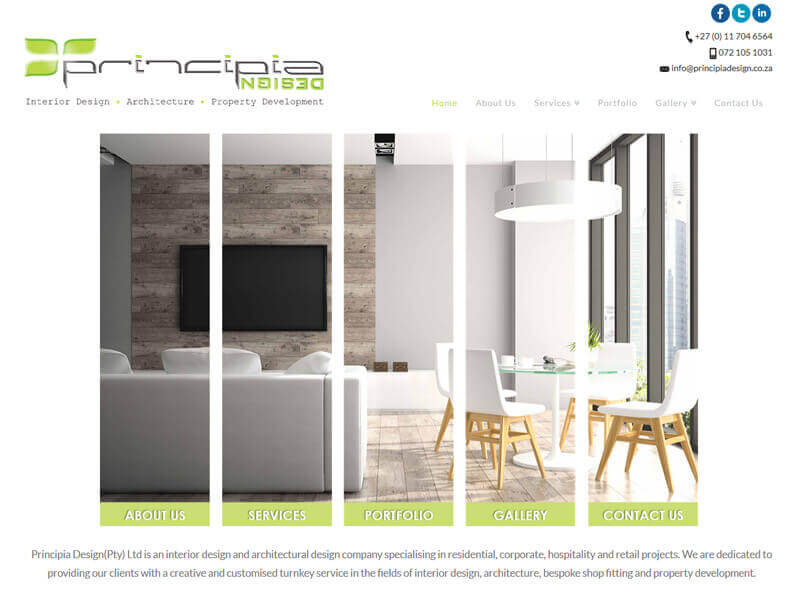 +27 (0) 11 704 6564
072 105 1031
info@principiadesign.co.za
principia
DESIGN
Interior Design • Architecture • Property Development
Home About Us Services Portfolio Gallery Contact Us
ABOUT US SERVICES PORTFOLIO GALLERY CONTACT US
Principia Design(Pty) Ltd is an interior design and architectural design company specialising in residential, corporate, hospitality and retail projects. We are dedicated to
providing our clients with a creative and customised turnkey service in the fields of interior design, architecture, bespoke shop fitting and property development.